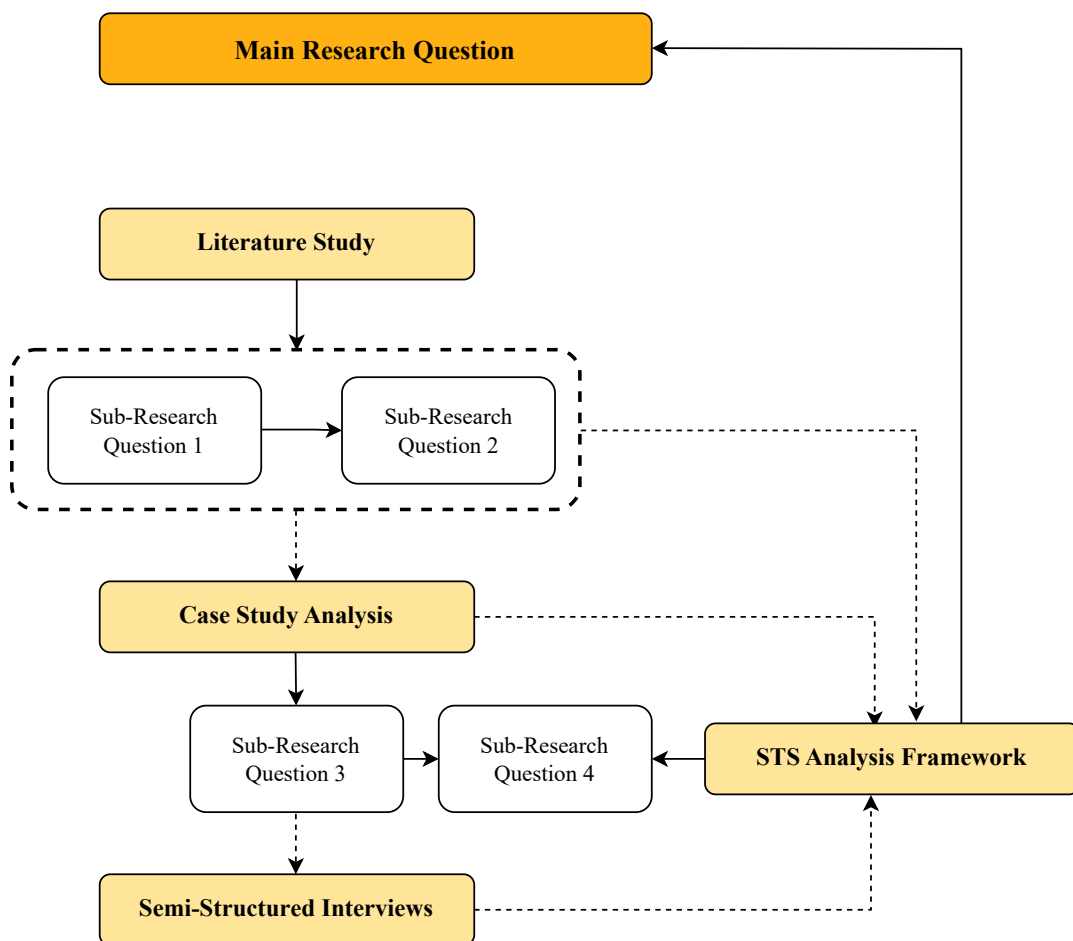 Main Research Question
Literature Study
Sub-Research
Question 1
Sub-Research
Question 2
Case Study Analysis
Sub-Research
Question 3
Sub-Research
Question 4
STS Analysis Framework
Semi-Structured Interviews